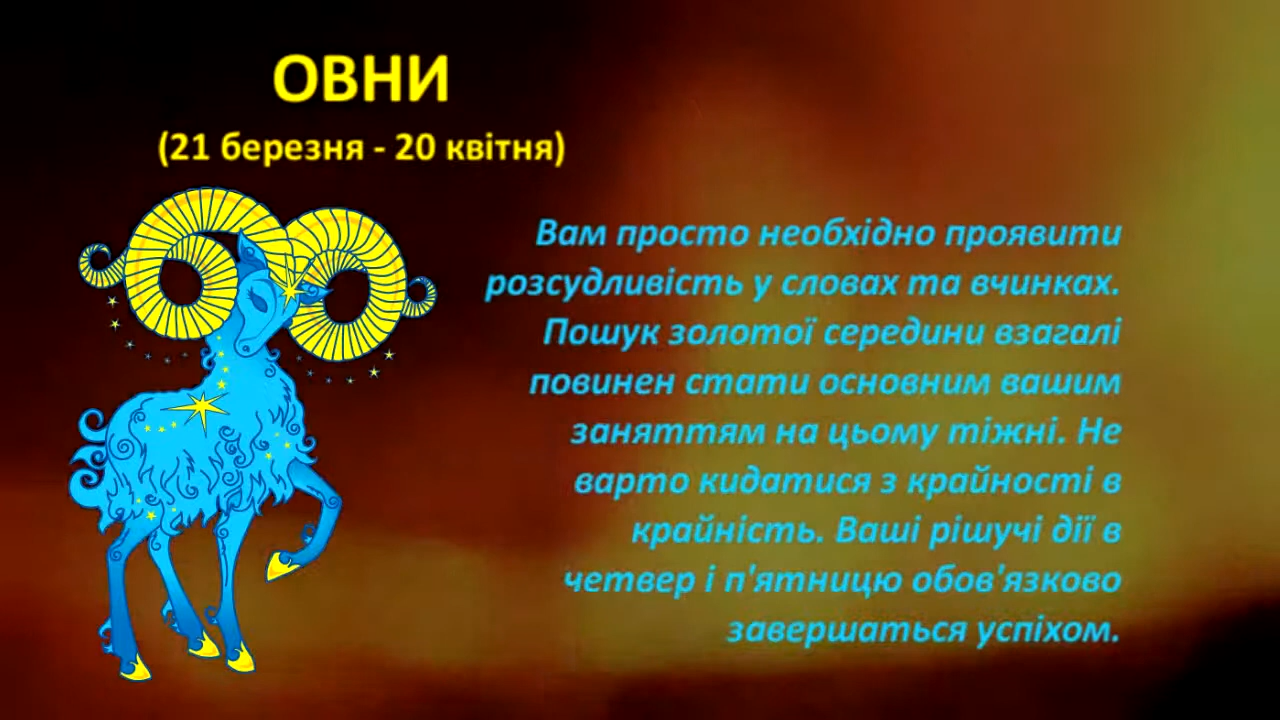 ОВНИ
(21 березня - 20 квітня)
Вам просто необхідно проявити
розсудливість у словах та вчинках.
Пошук золотої середини взагалі
повинен стати основним вашим
заняттям на цьому тіжні. Не
варто кидатися з крайності в
крайність. Ваші рішучі дії в
четвер і п'ятницю обов'язково
завершаться успіхом.